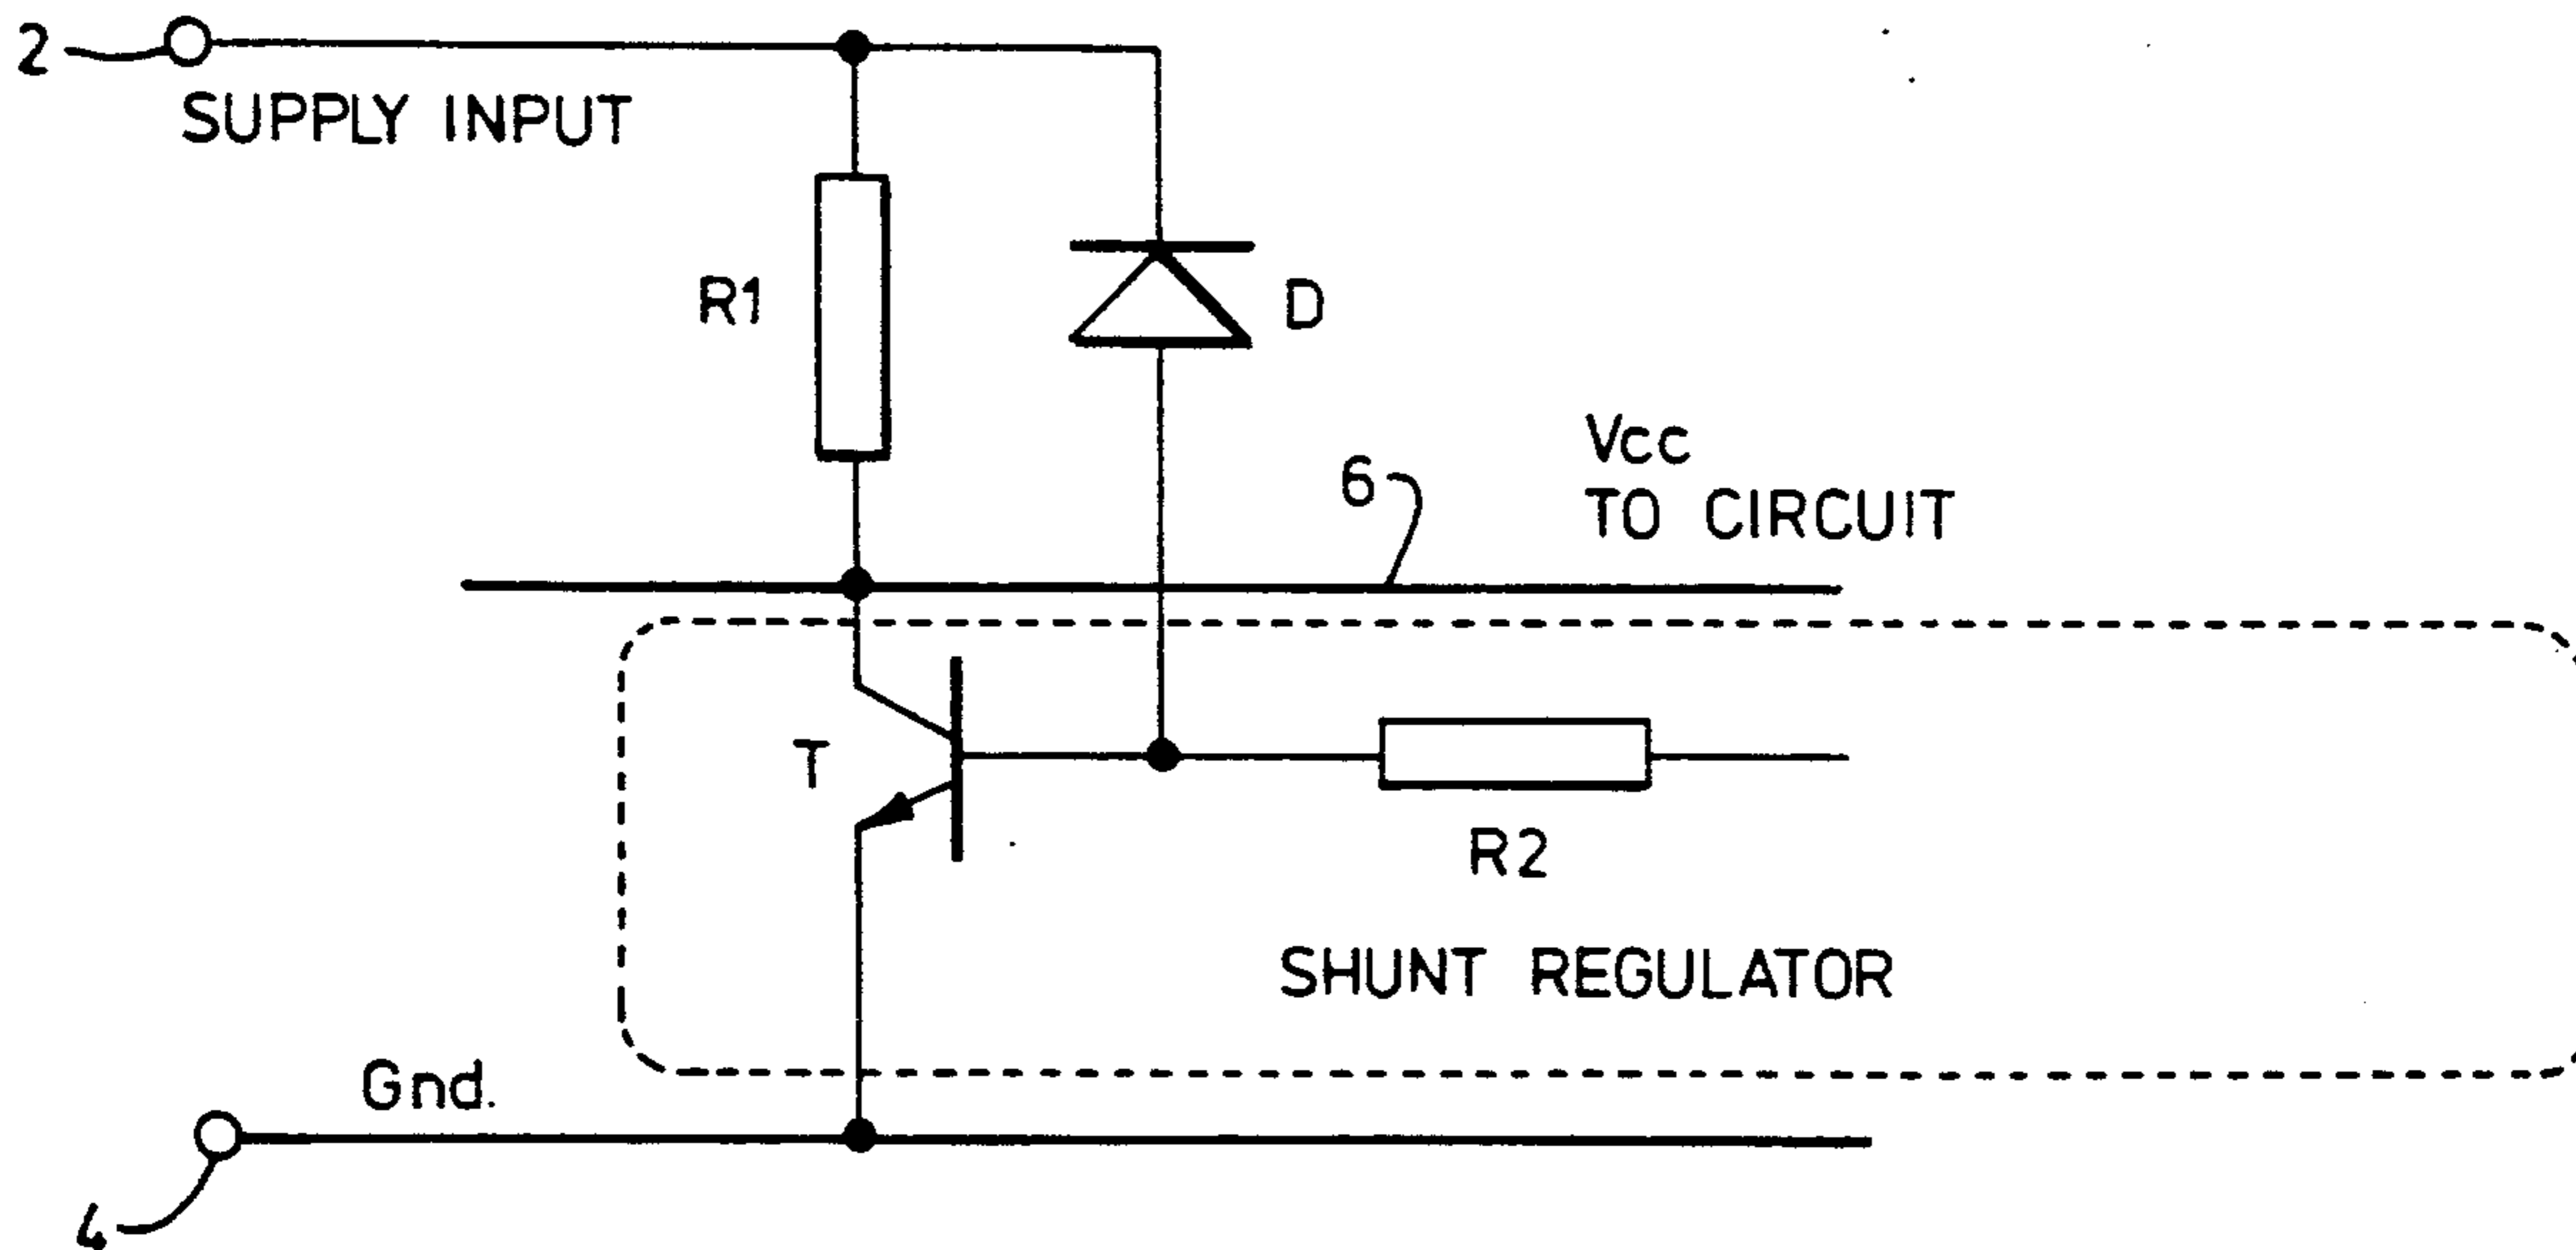 2
SUPPLY INPUT
R1
D
6
Vcc
TO CIRCUIT
T
R2
SHUNT REGULATOR
Gnd.
4